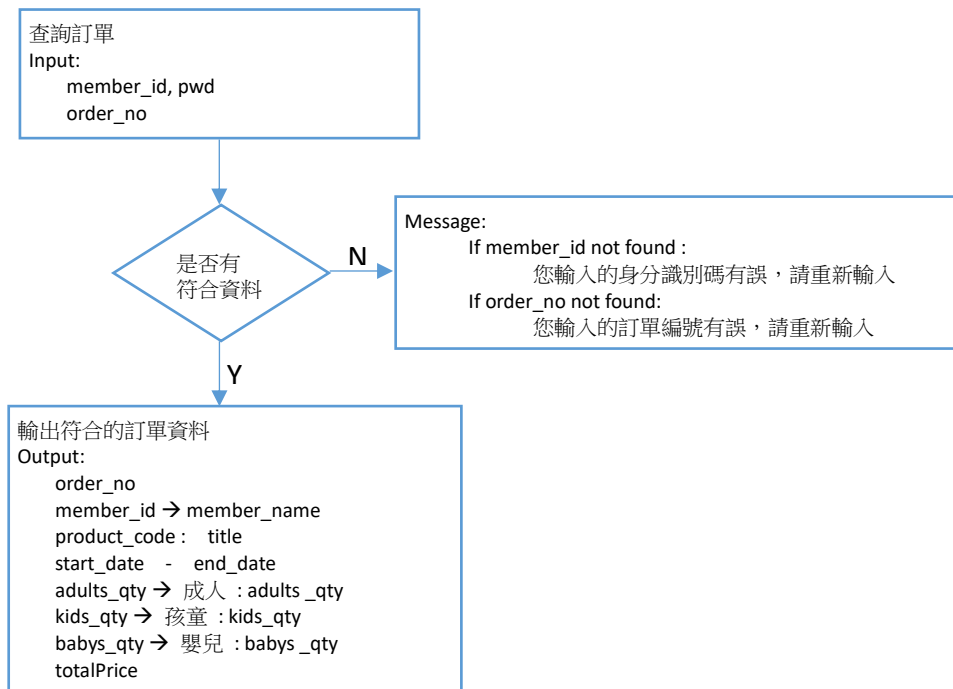 查詢訂單
Input:
member_id, pwd
order_no
是否有
符合資料
N
Message:
If member_id not found :
您輸入的身分識別碼有誤，請重新輸入
If order_no not found:
您輸入的訂單編號有誤，請重新輸入
Y
輸出符合的訂單資料
Output:
order_no
member_id → member_name
product_code : title
start_date - end_date
adults_qty → 成人 : adults _qty
kids_qty → 孩童 : kids_qty
babys_qty → 嬰兒 : babys _qty
totalPrice